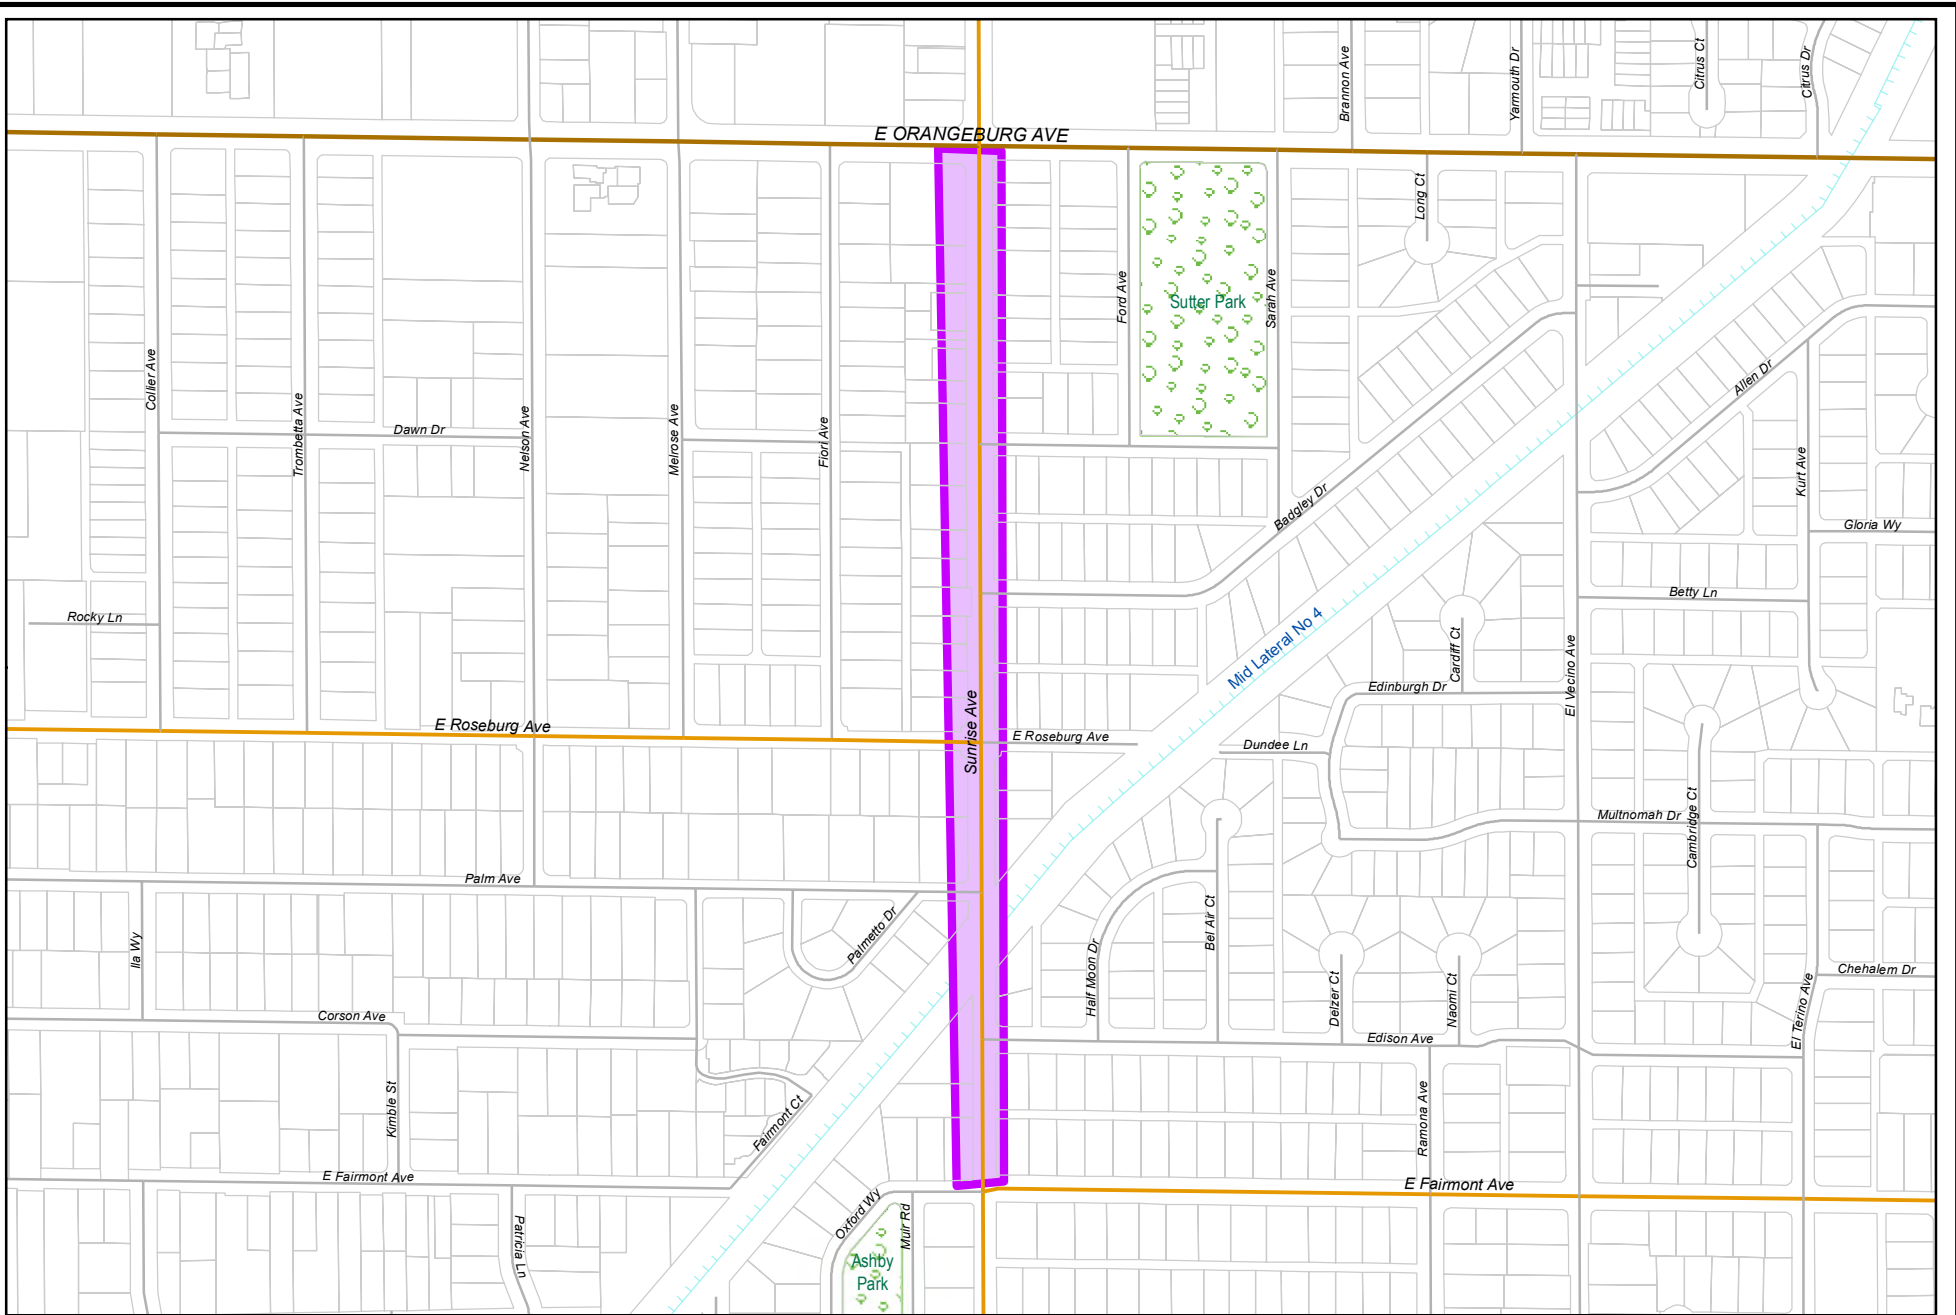 Brannon Ave
Yarmouth Dr
Citrus Ct
Citrus Dr
E ORANGEBURG AVE
Long Ct
Sutter Park
Ford Ave
Sarah Ave
Collier Ave
Trombetta Ave
Dawn Dr
Nelson Ave
Melrose Ave
Fiori Ave
Allen Dr
Kurt Ave
Badgley Dr
Gloria Wy
Betty Ln
Rocky Ln
Mid Lateral No 4
Cardiff Ct
El Vecino Ave
Edinburgh Dr
Sunrise Ave
E Roseburg Ave
E Roseburg Ave
Dundee Ln
Multnomah Dr
Cambridge Ct
Palm Ave
Palmetto Dr
Ila Wy
Bel Air Ct
Half Moon Dr
Delzer Ct
Naomi Ct
Chehalem Dr
El Terino Ave
Corson Ave
Edison Ave
Kimble St
Fairmont Ct
Ramona Ave
E Fairmont Ave
E Fairmont Ave
Patricia Ln
Oxford Wy
Muir Rd
Ashby
Park